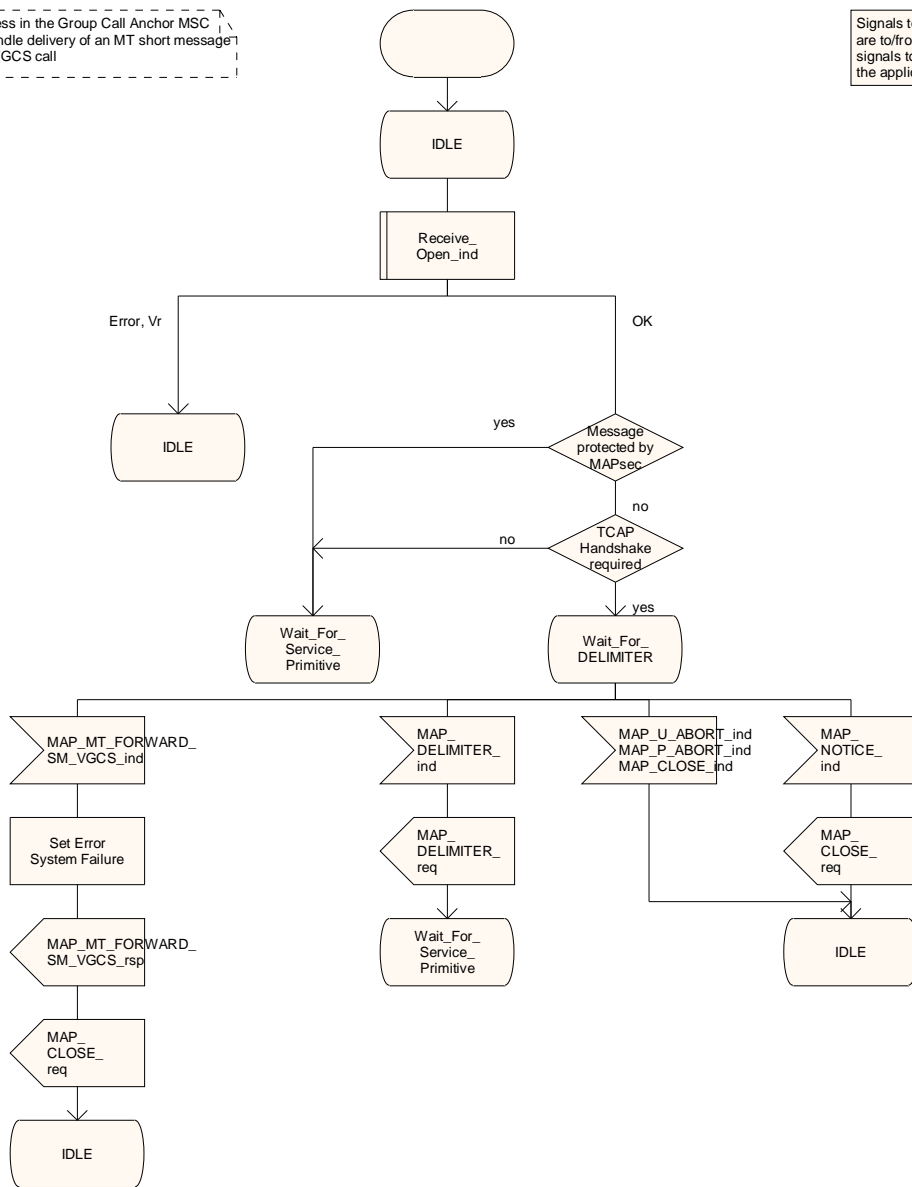 ess in the Group Call Anchor MSC
ndle delivery of an MT short message
GCS call
Signals t
are to/fro
signals to
the applic
IDLE
Receive_
Open_ind
Error, Vr
OK
IDLE
yes
Message
protected by
MAPsec
no
no
TCAP
Handshake
required
yes
Wait_For_
Service_
Primitive
Wait_For_
DELIMITER
MAP_MT_FORWARD_
SM_VGCS_ind
MAP_
DELIMITER_
ind
MAP_U_ABORT_ind
MAP_P_ABORT_ind
MAP_CLOSE_ind
MAP_
NOTICE_
ind
Set Error
System Failure
MAP_
DELIMITER_
req
MAP_
CLOSE_
req
MAP_MT_FORWARD_
SM_VGCS_rsp
Wait_For_
Service_
Primitive
IDLE
MAP_
CLOSE_
req
IDLE